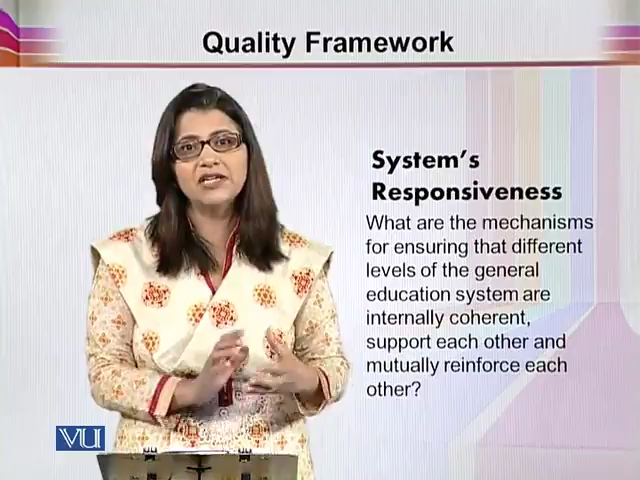 Quality Framework
System's
Responsiveness
What are the mechanisms
for ensuring that different
levels of the general
education system are
internally coherent,
support each other and
mutually reinforce each
other?
VU